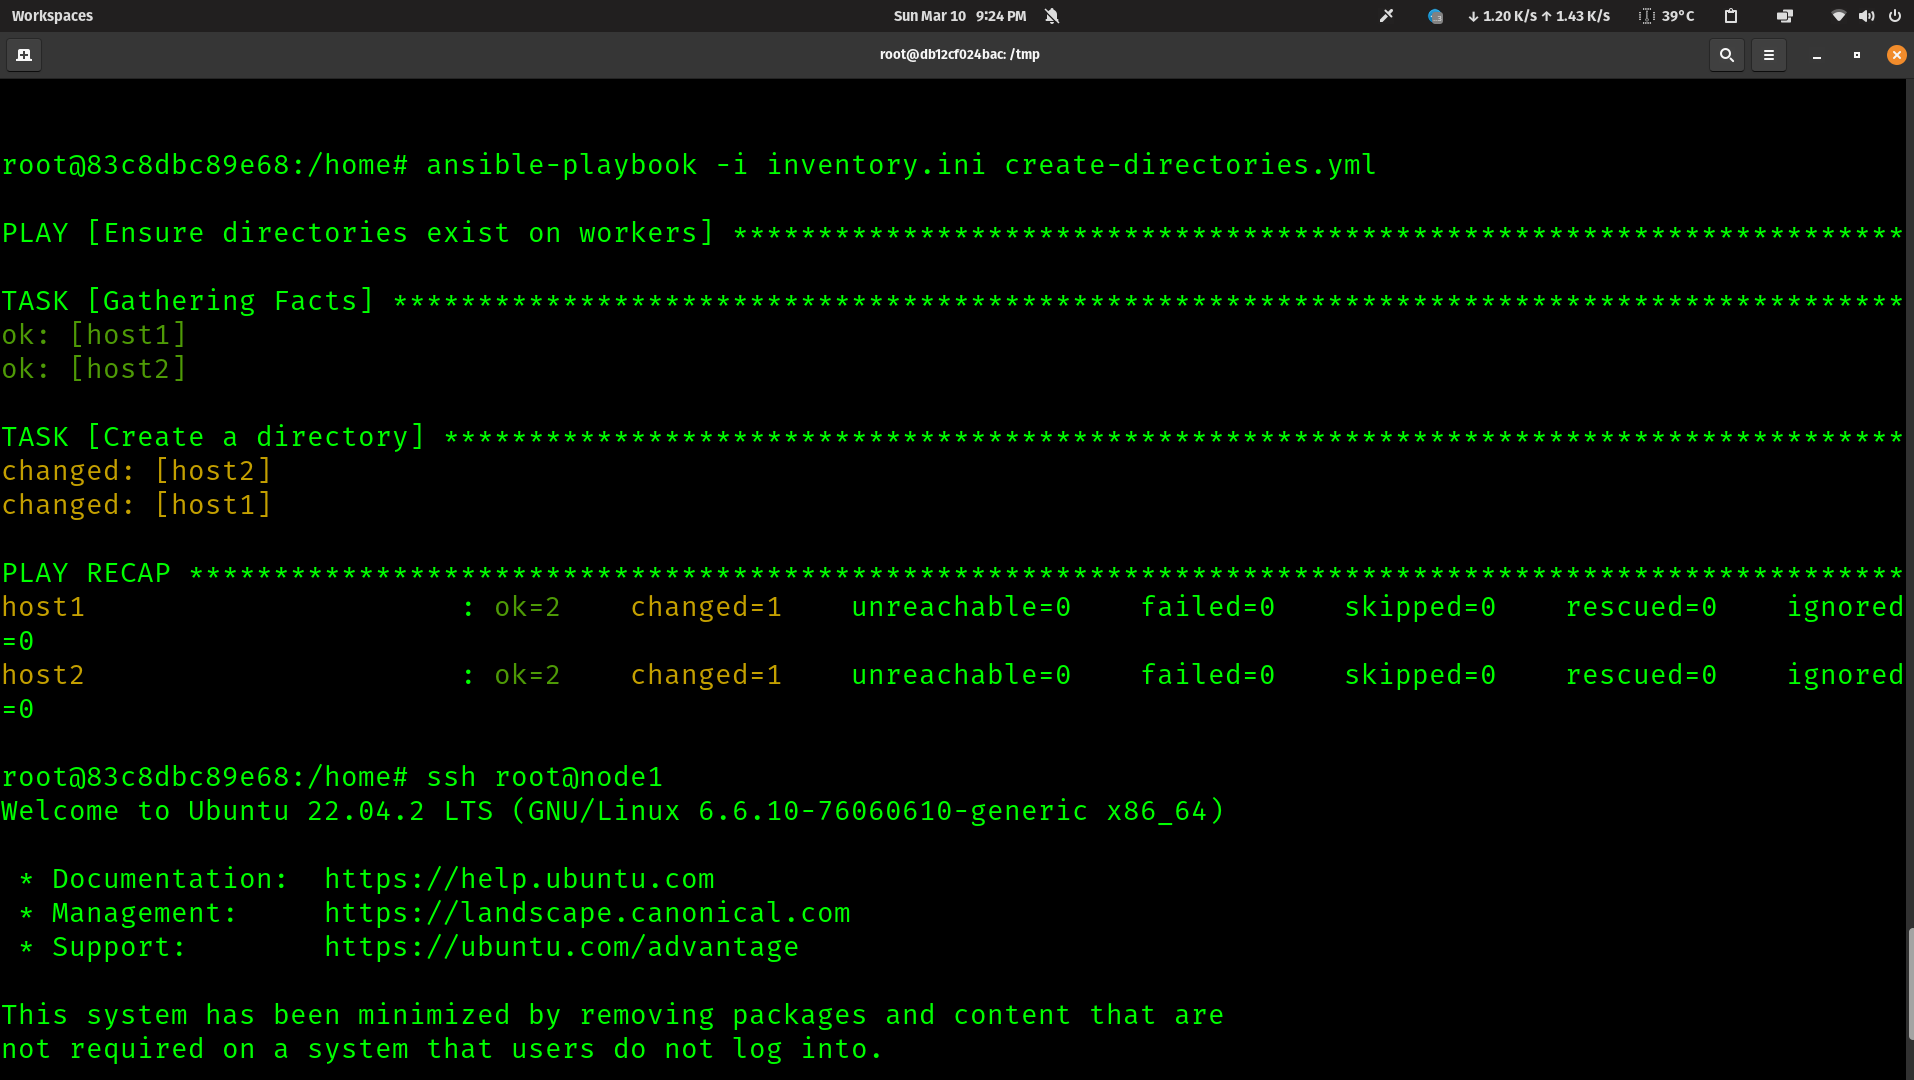 Workspaces
Sun Mar 10 9:24 PM
↓ 1.20 K/s ↑ 1.43 K/s
39°C
root@db12cf024bac: /tmp
root@83c8dbc89e68:/home# ansible-playbook -i inventory.ini create-directories.yml
PLAY [Ensure directories exist on workers] *********************************************************************
TASK [Gathering Facts] *****************************************************************************************
ok: [host1]
ok: [host2]
TASK [Create a directory] **************************************************************************************
changed: [host2]
changed: [host1]
PLAY RECAP *****************************************************************************************************
host1                      : ok=2    changed=1    unreachable=0    failed=0    skipped=0    rescued=0    ignored
=0
host2                      : ok=2    changed=1    unreachable=0    failed=0    skipped=0    rescued=0    ignored
=0
root@83c8dbc89e68:/home# ssh root@node1
Welcome to Ubuntu 22.04.2 LTS (GNU/Linux 6.6.10-76060610-generic x86_64)
 * Documentation:  https://help.ubuntu.com
 * Management:     https://landscape.canonical.com
 * Support:        https://ubuntu.com/advantage
This system has been minimized by removing packages and content that are
not required on a system that users do not log into.